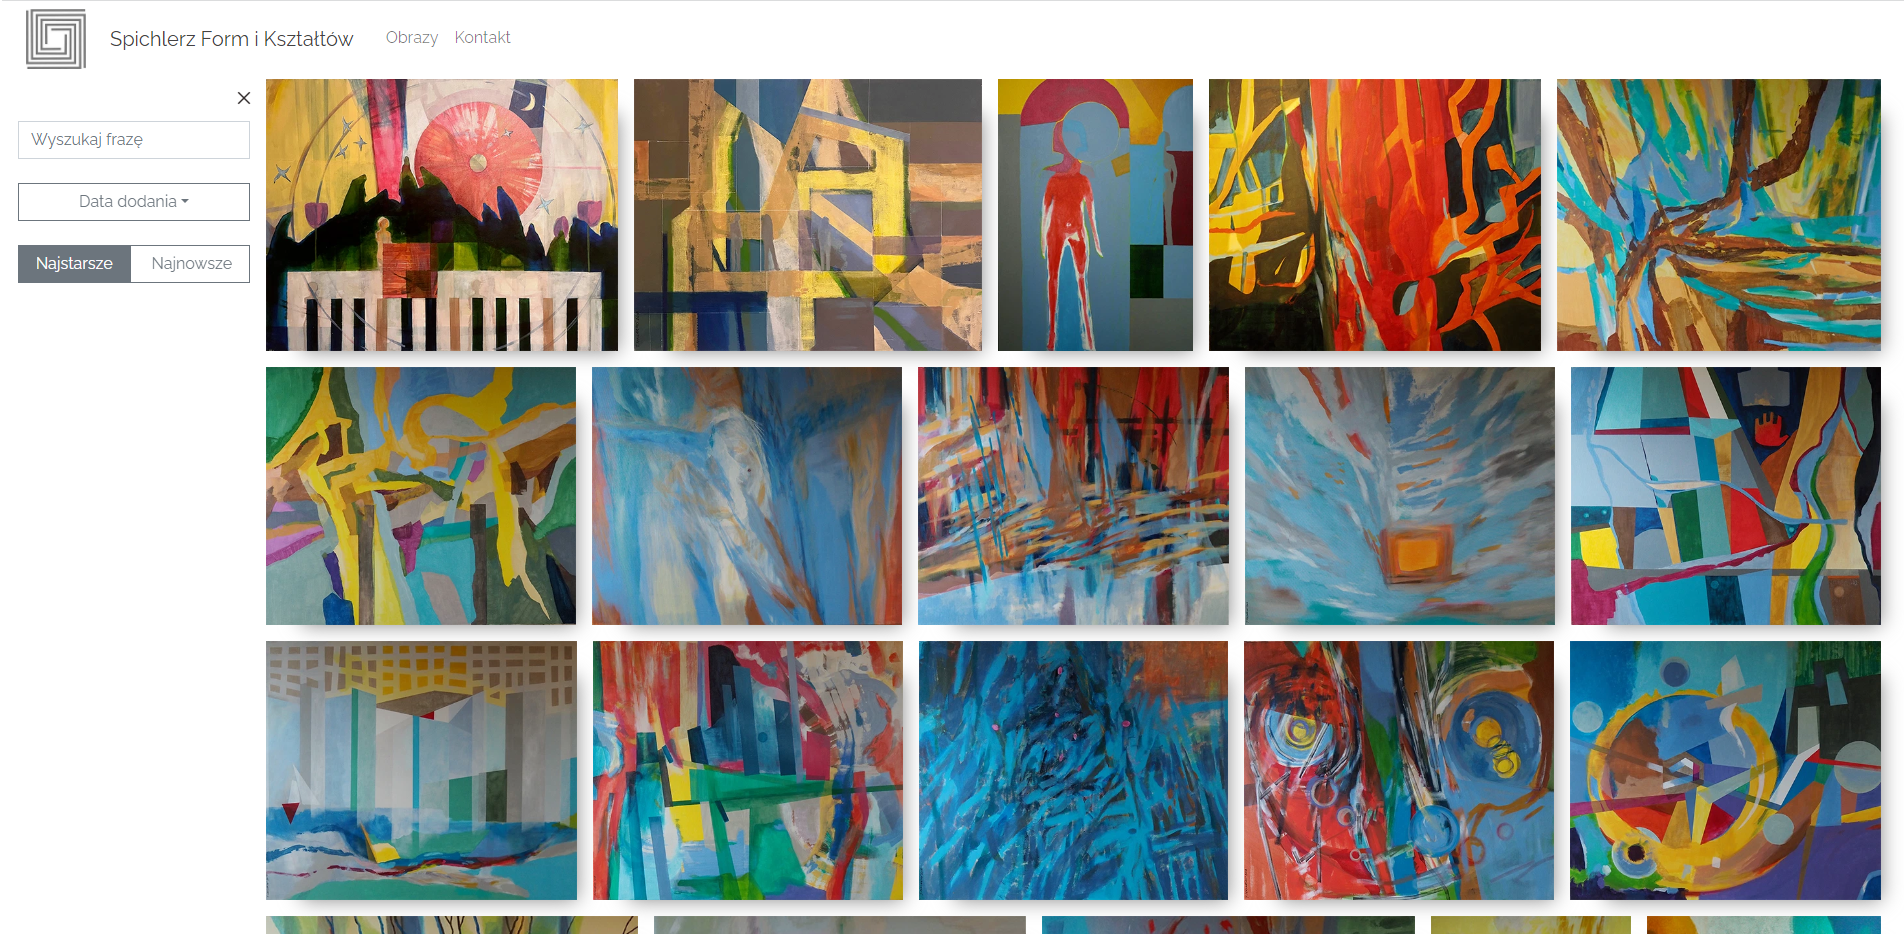 Spichlerz Form i Kształtów
Obrazy
Kontakt
Wyszukaj frazę
Data dodania
Najstarsze
Najnowsze